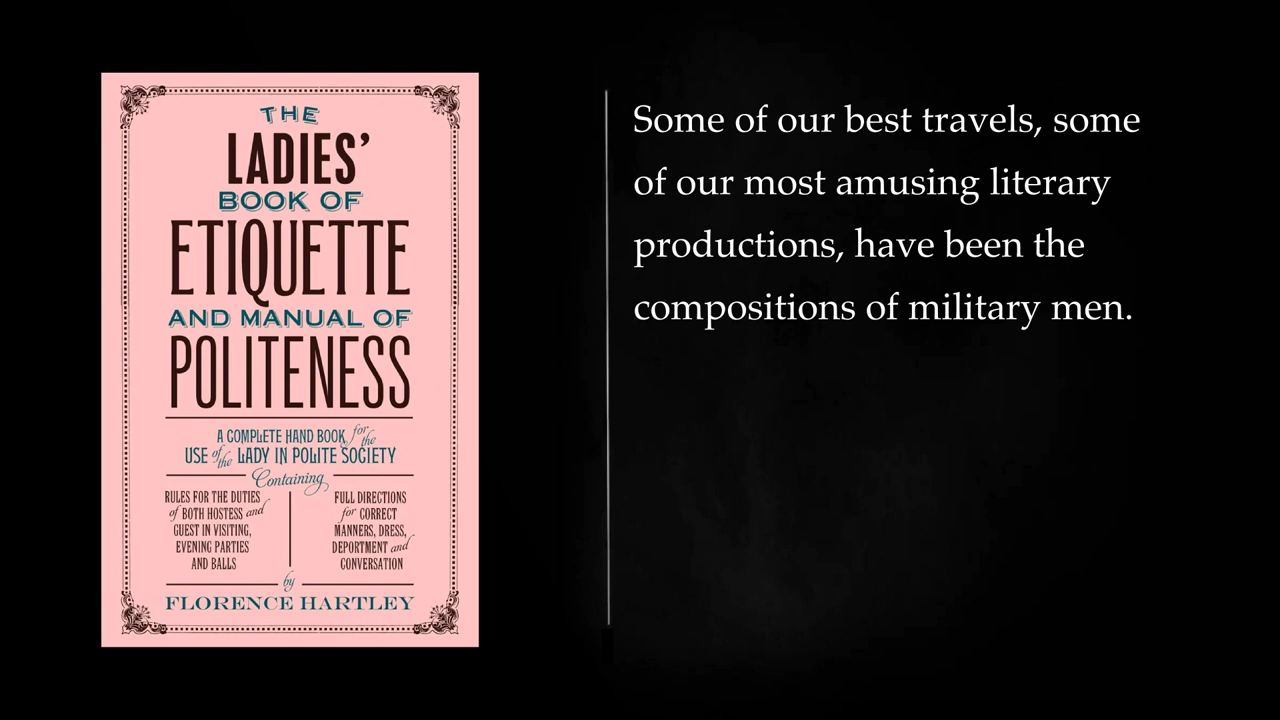 THE
LADIES'
BOOK OF
ETIQUETTE
AND MANUAL OF
POLITENESS
A COMPLETE HAND BOOK for the
USE of the LADY IN POLITE SOCIETY
Containing
RULES FOR THE DUTIES
of BOTH HOSTESS and
GUEST IN VISITING,
EVENING PARTIES
AND BALLS
FULL DIRECTIONS
for CORRECT
MANNERS, DRESS,
DEPORTMENT and
CONVERSATION
by
FLORENCE HARTLEY
Some of our best travels, some
of our most amusing literary
productions, have been the
compositions of military men.